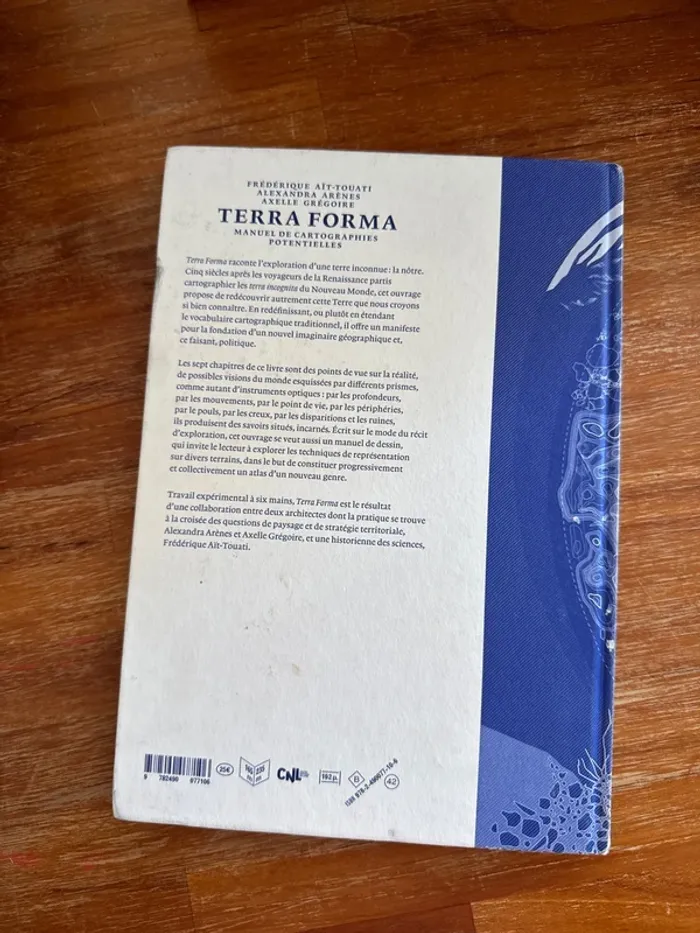 FRÉDÉRIQUE AÏT-TOUATI
ALEXANDRA ARÈNES
AXELLE GRÉGOIRE
TERRA FORMA
MANUEL DE CARTOGRAPHIES
POTENTIELLES
Terra Forma raconte l'exploration d'une terre inconnue : la nôtre.
Cinq siècles après les voyageurs de la Renaissance partis
cartographier les terra incognita du Nouveau Monde, cet ouvrage
propose de redécouvrir autrement cette Terre que nous croyons
si bien connaître. En redéfinissant, ou plutôt en étendant
le vocabulaire cartographique traditionnel, il offre un manifeste
pour la fondation d'un nouvel imaginaire géographique et,
ce faisant, politique.
Les sept chapitres de ce livre sont des points de vue sur la réalité,
de possibles visions du monde esquissées par différents prismes,
comme autant d'instruments optiques : par les profondeurs,
par les mouvements, par le point de vie, par les périphéries,
par le pouls, par les creux, par les disparitions et les ruines,
ils produisent des savoirs situés, incarnés. Écrit sur le mode du récit
d'exploration, cet ouvrage se veut aussi un manuel de dessin,
qui invite le lecteur à explorer les techniques de représentation
sur divers terrains, dans le but de constituer progressivement
et collectivement un atlas d'un nouveau genre.
Travail expérimental à six mains, Terra Forma est le résultat
d'une collaboration entre deux architectes dont la pratique se trouve
à la croisée des questions de paysage et de stratégie territoriale,
Alexandra Arènes et Axelle Grégoire, et une historienne des sciences,
Frédérique Aït-Touati.
9 782490 077106
25€
CNL
192 p.
B
ISBN 978-2-490077-10-6
42